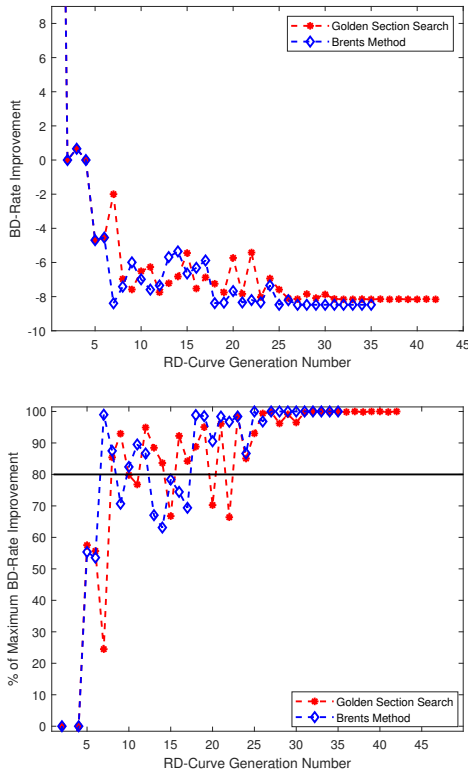 8
6
4
2
0
-2
-4
-6
-8
-10
BD-Rate Improvement
Golden Section Search
Brents Method
5 10 15 20 25 30 35 40 45
RD-Curve Generation Number
100
90
80
70
60
50
40
30
20
10
0
% of Maximum BD-Rate Improvement
Golden Section Search
Brents Method
5 10 15 20 25 30 35 40 45
RD-Curve Generation Number